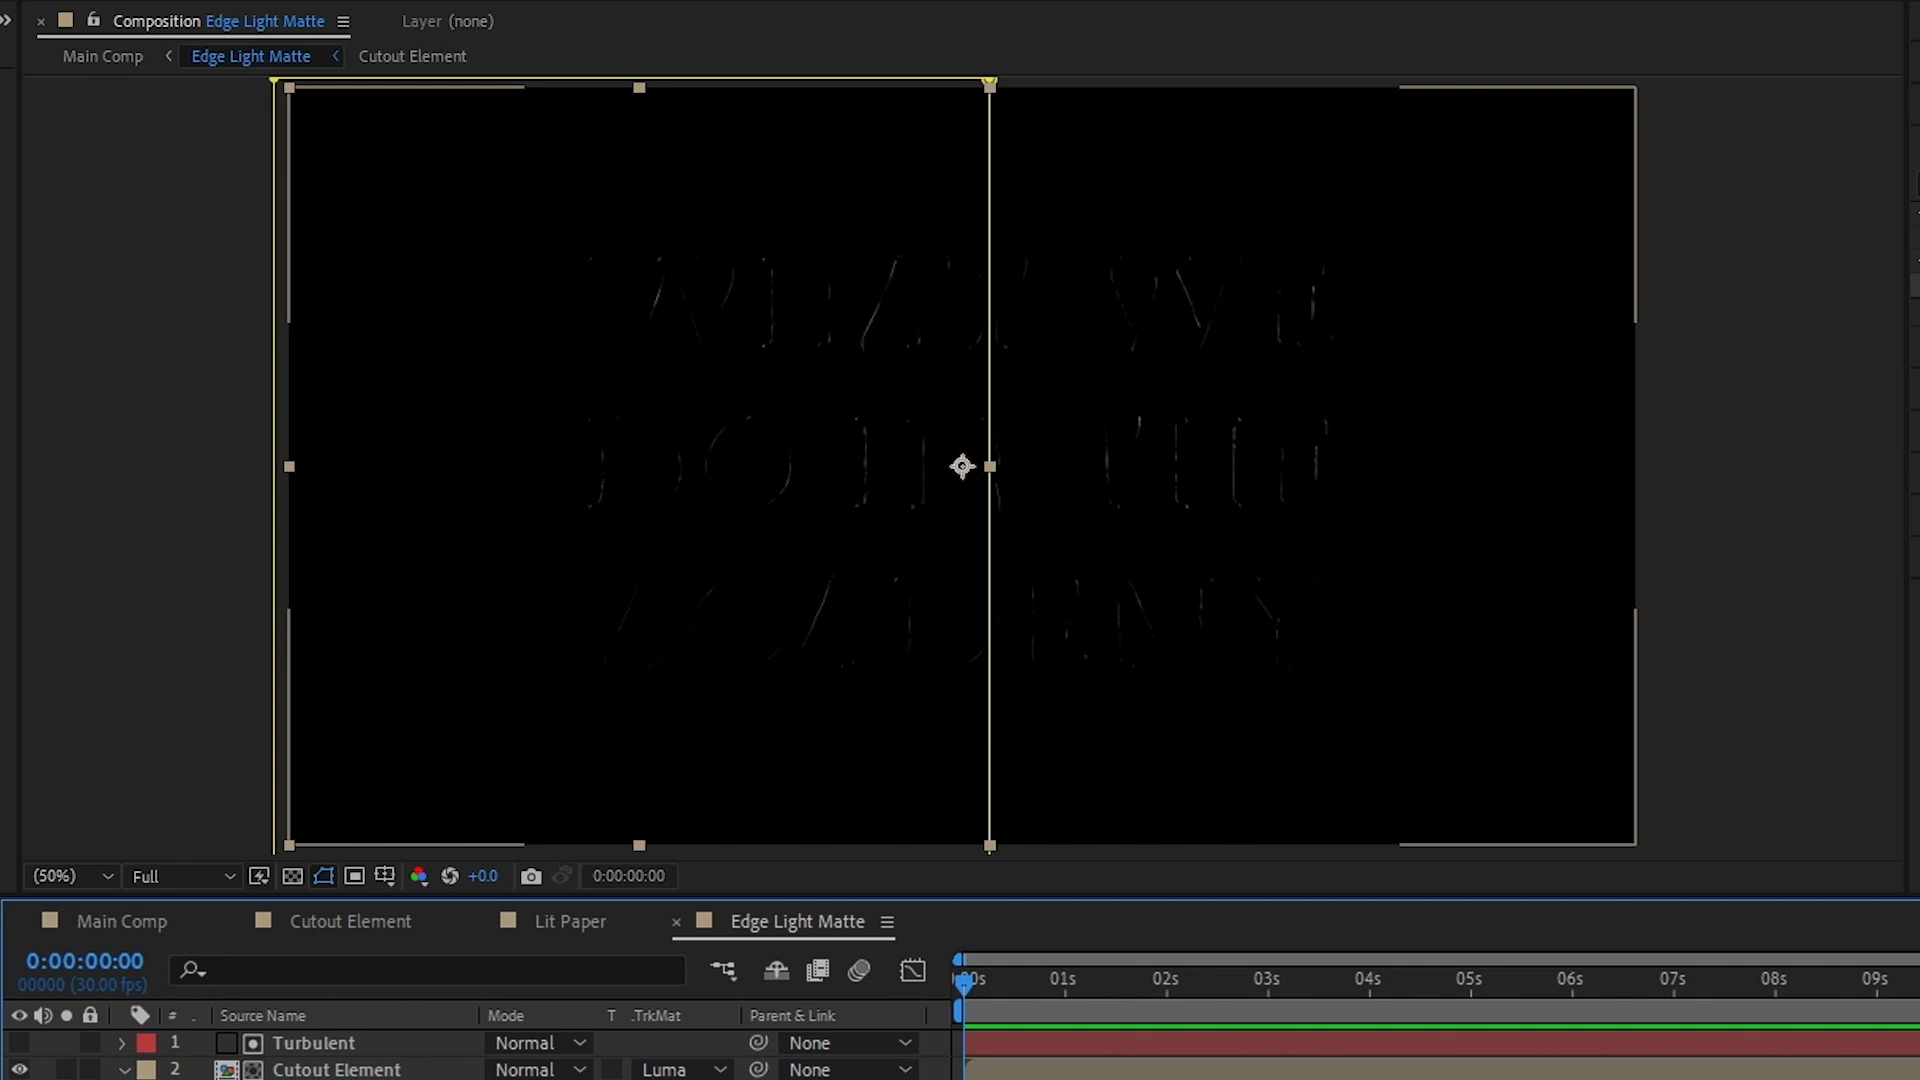 Composition Edge Light Matte
Layer (none)
Main Comp < Edge Light Matte < Cutout Element
(50%)
Full
+0.0
0:00:00:00
Main Comp
Cutout Element
Lit Paper
Edge Light Matte
0:00:00:00
00000 (30.00 fps)
01s 02s 03s 04s 05s 06s 07s 08s 09s
# Source Name Mode T .TrkMat Parent & Link
1 Turbulent Normal None
2 Cutout Element Normal Luma None